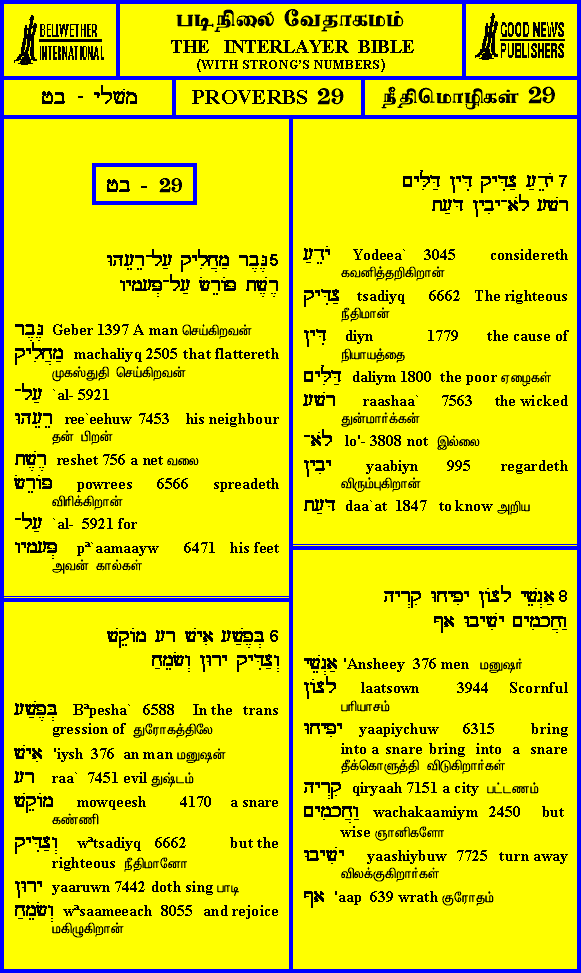 BELLWETHER
INTERNATIONAL
படிநிலை வேதாகமம்
THE INTERLAYER BIBLE
(WITH STRONG'S NUMBERS)
GOOD NEWS
PUBLISHERS
משלי - בט
PROVERBS 29
நீதிமொழிகள் 29
בט - 29
5 גֶּבֶר מַחֲלִיק עַל־רֵעֵהוּ
רֶשֶׁת פּוֹרֵשׂ עַל־פְּעָמָיו
גֶּבֶר Geber 1397 A man செய்கிறவன்
מַחֲלִיק machaliyq 2505 that flattereth
முகஸ்துதி செய்கிறவன்
עַל־ `al- 5921
רֵעֵהוּ ree`eehuw 7453 his neighbour
தன் பிறன்
רֶשֶׁת reshet 756 a net வலை
פּוֹרֵשׂ powrees 6566 spreadeth
விரிக்கிறான்
עַל־ `al- 5921 for
פְּעָמָיו pª`aamaayw 6471 his feet
அவன் கால்கள்
6 בְּפֶשַׁע אִישׁ רָע מוֹקֵשׁ
וְצַדִּיק יָרוּן וְשָׂמֵחַ
בְּפֶשַׁע Bªpesha` 6588 In the trans
gression of துரோகத்திலே
אִישׁ 'iysh 376 an man மனுஷன்
רָע raa` 7451 evil துஷ்டம்
מוֹקֵשׁ mowqeesh 4170 a snare
கண்ணி
וְצַדִּיק wªtsadiyq 6662 but the
righteous நீதிமானோ
יָרוּן yaaruwn 7442 doth sing பாடி
וְשָׂמֵחַ wªsaameeach 8055 and rejoice
மகிழுகிறான்
7 יֹדֵעַ צַדִּיק דִּין דַּלִּים
רָשָׁע לֹא־יָבִין דָּעַת
יֹדֵעַ Yodeea` 3045 considereth
கவனித்தறிகிறான்
צַדִּיק tsadiyq 6662 The righteous
நீதிமான்
דִּין diyn 1779 the cause of
நியாயத்தை
דַּלִּים daliym 1800 the poor ஏழைகள்
רָשָׁע raashaa` 7563 the wicked
துன்மார்க்கன்
לֹא־ lo'- 3808 not இல்லை
יָבִין yaabiyn 995 regardeth
விரும்புகிறான்
דָּעַת daa`at 1847 to know அறிய
8 אַנְשֵׁי לָצוֹן יָפִיחוּ קִרְיָה
וַחֲכָמִים יָשִׁיבוּ אָף
אַנְשֵׁי 'Ansheey 376 men மனுஷர்
לָצוֹן laatsown 3944 Scornful
பரியாசம்
יָפִיחוּ yaapiychuw 6315 bring
into a snare bring into a snare
தீக்கொளுத்தி விடுகிறார்கள்
קִרְיָה qiryaah 7151 a city பட்டணம்
וַחֲכָמִים wachakaamiym 2450 but
wise ஞானிகளோ
יָשִׁיבוּ yaashiybuw 7725 turn away
விலக்குகிறார்கள்
אָף 'aap 639 wrath குரோதம்